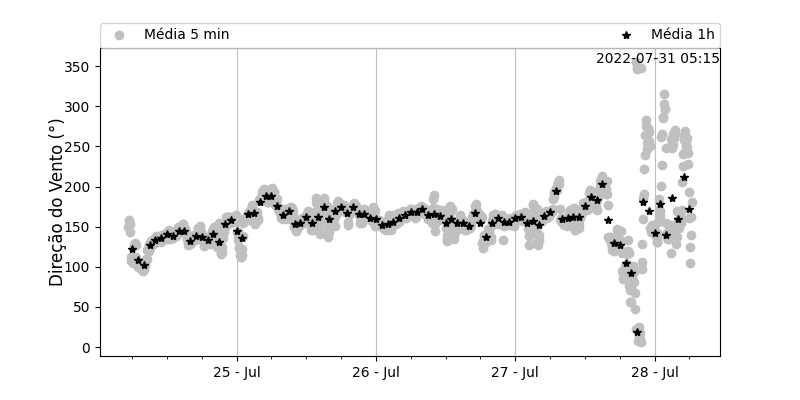 Média 5 min
Média 1h
2022-07-31 05:15
Direção do Vento (°)
350
300
250
200
150
100
50
0
25 - Jul
26 - Jul
27 - Jul
28 - Jul